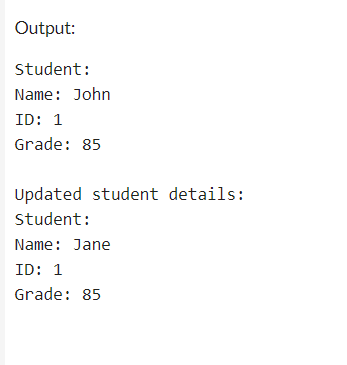 Output:
Student:
Name: John
ID: 1
Grade: 85
Updated student details:
Student:
Name: Jane
ID: 1
Grade: 85